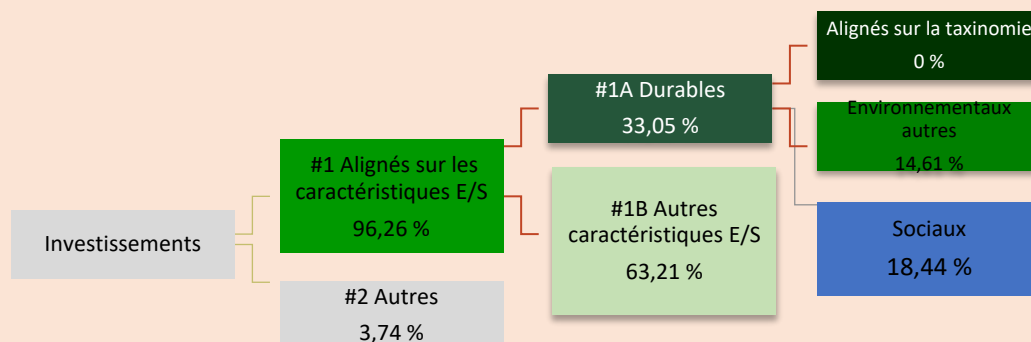 Investissements
#1 Alignés sur les
caractéristiques E/S
96,26 %
#2 Autres
3,74 %
#1A Durables
33,05 %
#1B Autres
caractéristiques E/S
63,21 %
Alignés sur la taxinomie
0 %
Environnementaux
autres
14,61 %
Sociaux
18,44 %